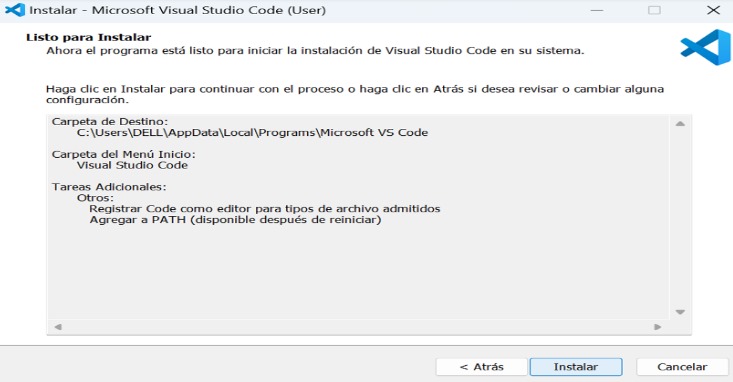 Instalar - Microsoft Visual Studio Code (User)
Listo para Instalar
Ahora el programa está listo para iniciar la instalación de Visual Studio Code en su sistema.
Haga clic en Instalar para continuar con el proceso o haga clic en Atrás si desea revisar o cambiar alguna
configuración.
Carpeta de Destino:
C:\Users\DELL\AppData\Local\Programs\Microsoft VS Code
Carpeta del Menú Inicio:
Visual Studio Code
Tareas Adicionales:
Otros:
Registrar Code como editor para tipos de archivo admitidos
Agregar a PATH (disponible después de reiniciar)
< Atrás Instalar Cancelar